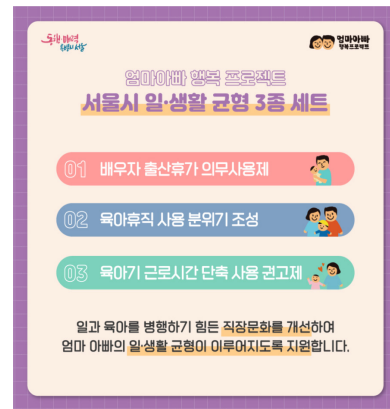 동행·매력
특별시 서울
엄마아빠
행복프로젝트
엄마아빠 행복 프로젝트
서울시 일·생활 균형 3종 세트
01 배우자 출산휴가 의무사용제
02 육아휴직 사용 분위기 조성
03 육아기 근로시간 단축 사용 권고제
일과 육아를 병행하기 힘든 직장문화를 개선하여
엄마 아빠의 일·생활 균형이 이루어지도록 지원합니다.